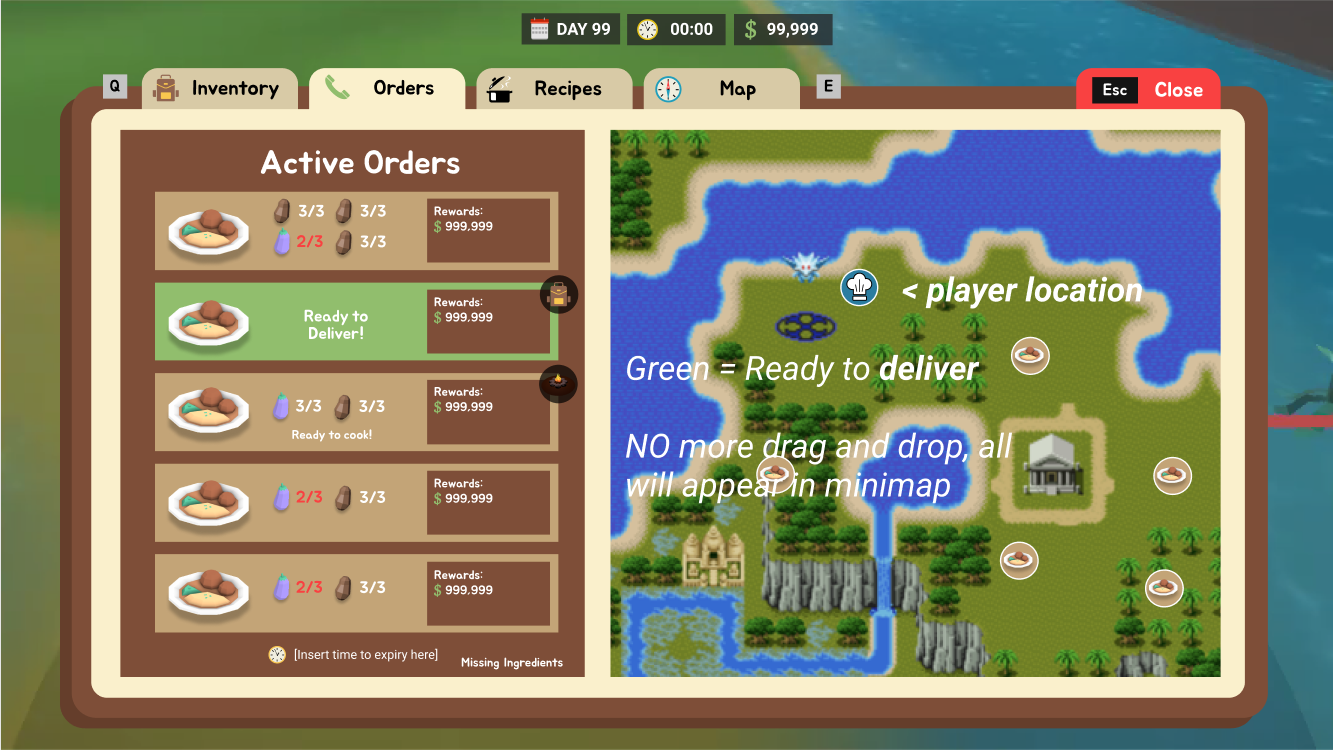 DAY 99
00:00
$ 99,999
Q
Inventory
Orders
Recipes
Map
E
Esc
Close
Active Orders
3/3 3/3
2/3 3/3
Rewards:
$ 999.999
Ready to
Deliver!
Rewards:
$ 999.999
3/3 3/3
Ready to cook!
Rewards:
$ 999.999
2/3 3/3
Rewards:
$ 999.999
2/3 3/3
Rewards:
$ 999.999
[Insert time to expiry here]
Missing Ingredients
< player location
Green = Ready to deliver
NO more drag and drop, all
will appear in minimap